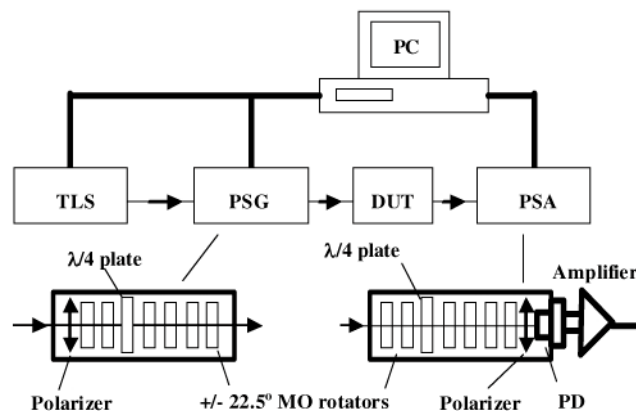 PC
TLS
PSG
DUT
PSA
λ/4 plate
λ/4 plate
Amplifier
Polarizer
+/- 22.5° MO rotators
Polarizer
PD